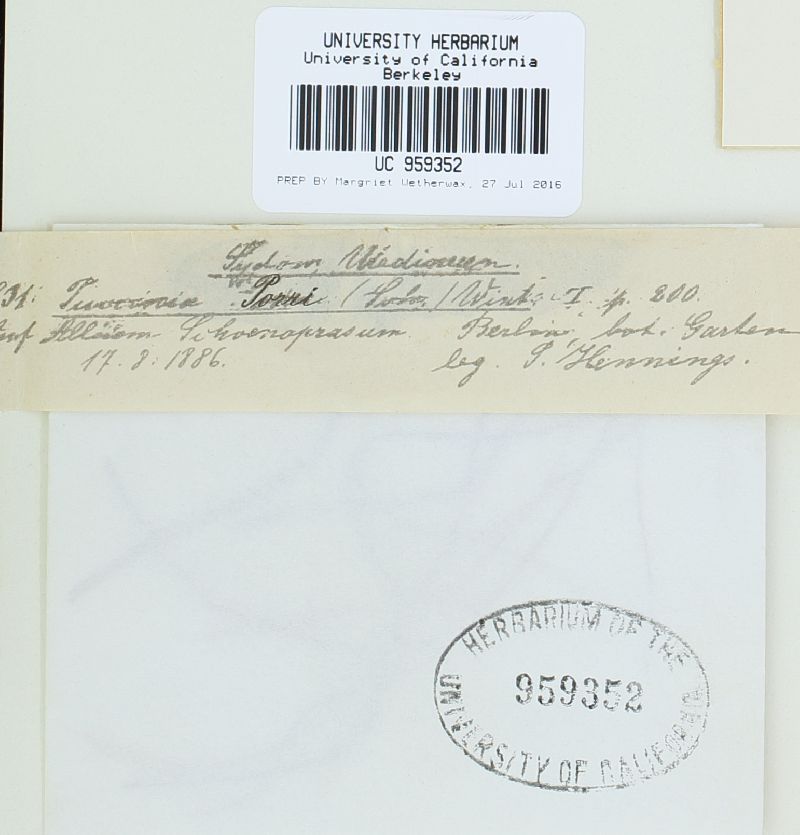 UNIVERSITY HERBARIUM
University of California
Berkeley
UC 959352
PREP BY Margriet Wetherwax, 27 Jul 2016
Sydow, Uredineen.
31. Puccinia Porri (Sow.) Wint. I p. 200.
auf Allium Schoenoprasum Berlin, bot. Garten
17. 8. 1886. leg. P. Hennings.
HERBARIUM OF THE
959352
UNIVERSITY OF CALIFORNIA